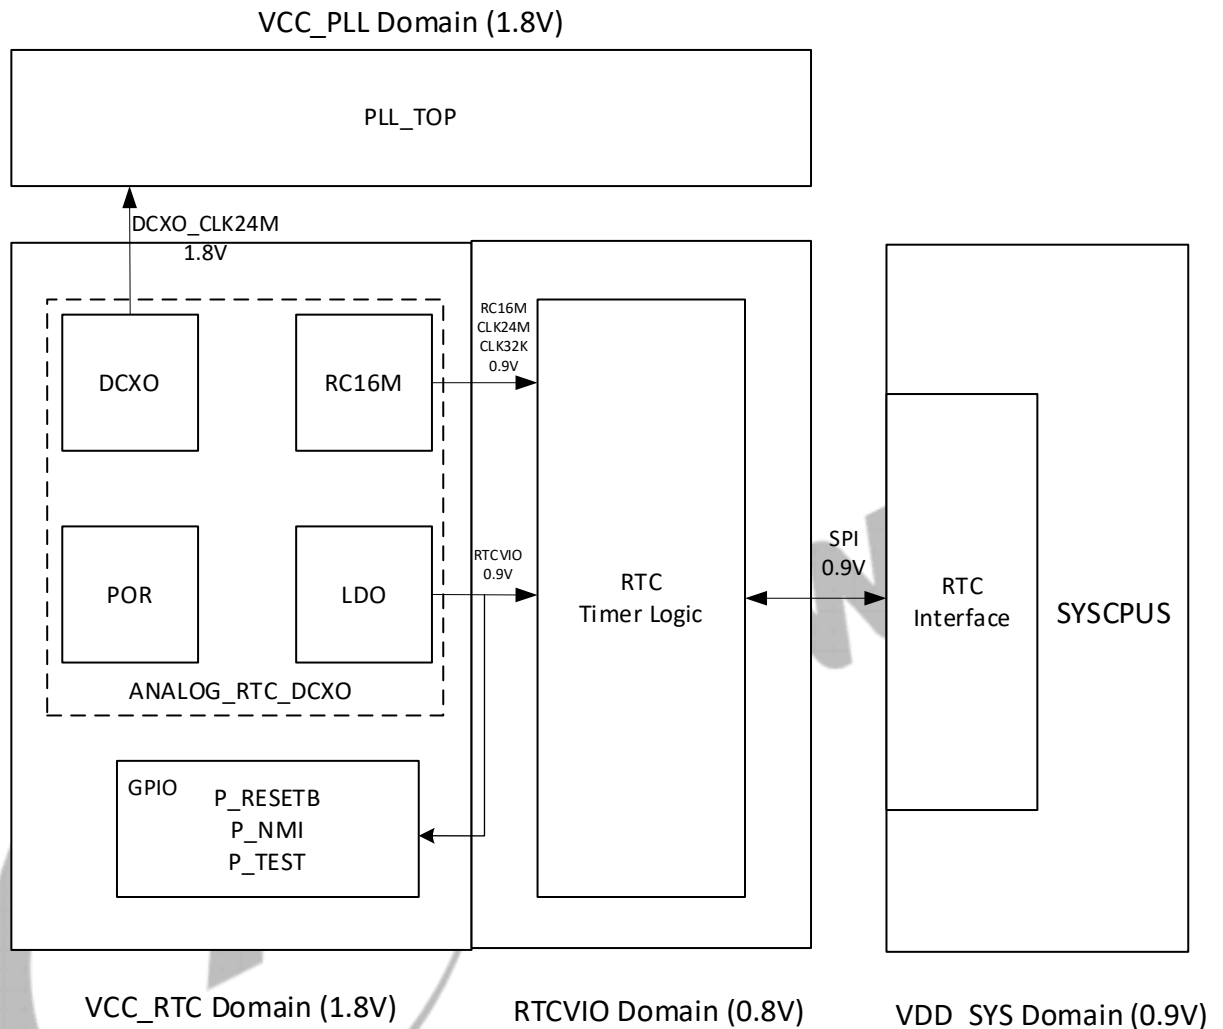 VCC_PLL Domain (1.8V)
PLL_TOP
DCXO_CLK24M
1.8V
DCXO
RC16M
RC16M
CLK24M
CLK32K
0.9V
POR
LDO
RTCVIO
0.9V
ANALOG_RTC_DCXO
GPIO
P_RESETB
P_NMI
P_TEST
RTC
Timer Logic
SPI
0.9V
RTC
Interface
SYSCPUS
VCC_RTC Domain (1.8V)
RTCVIO Domain (0.8V)
VDD_SYS Domain (0.9V)